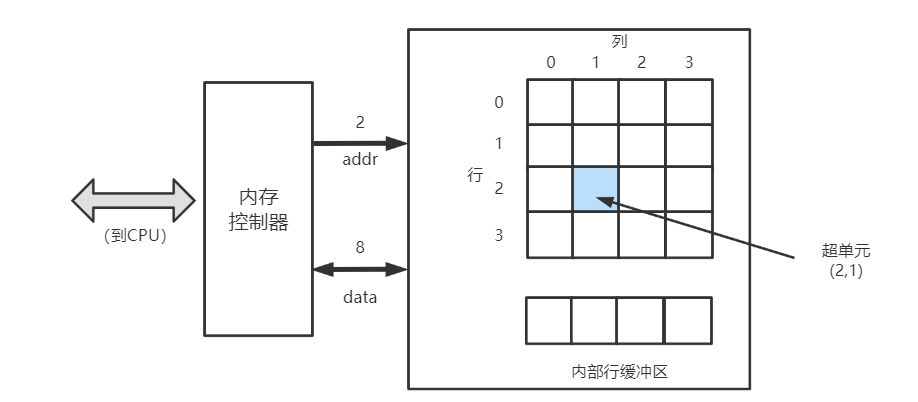 列
0 1 2 3
0
1
行
2
3
2
addr
8
data
内存
控制器
（到CPU）
超单元
(2,1)
内部行缓冲区